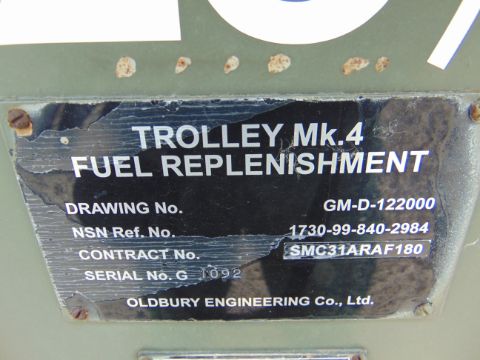 TROLLEY Mk.4
FUEL REPLENISHMENT
DRAWING No. GM-D-122000
NSN Ref. No. 1730-99-840-2984
CONTRACT No. SMC31ARAF180
SERIAL No. G 1092
OLDBURY ENGINEERING Co., Ltd.